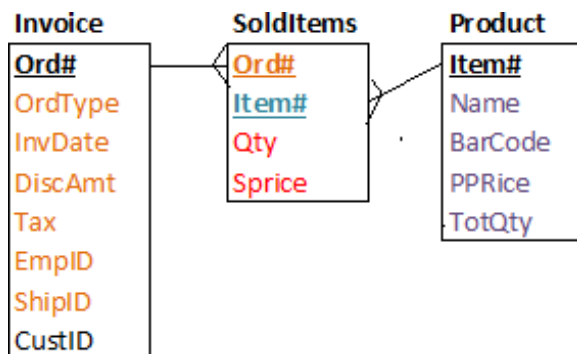 Invoice
Ord#
OrdType
InvDate
DiscAmt
Tax
EmpID
ShipID
CustID
SoldItems
Ord#
Item#
Qty
Sprice
Product
Item#
Name
BarCode
PPRice
TotQty